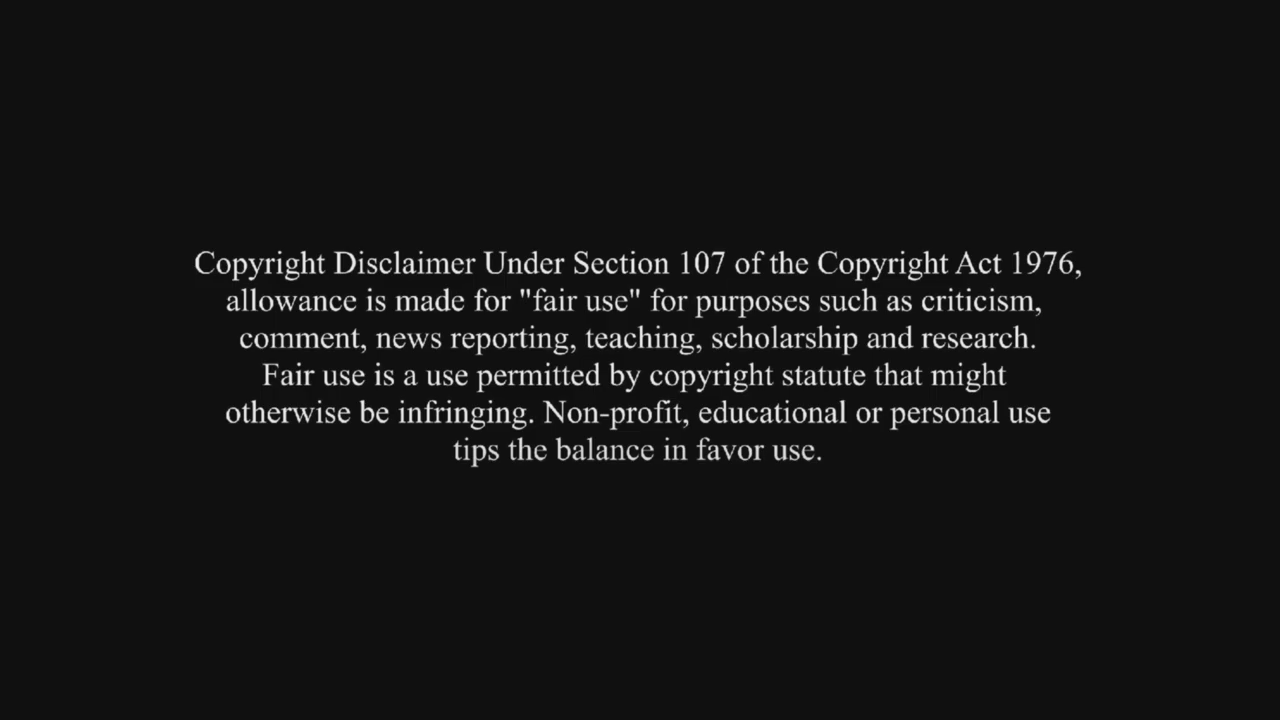 Copyright Disclaimer Under Section 107 of the Copyright Act 1976,
allowance is made for "fair use" for purposes such as criticism,
comment, news reporting, teaching, scholarship and research.
Fair use is a use permitted by copyright statute that might
otherwise be infringing. Non-profit, educational or personal use
tips the balance in favor use.